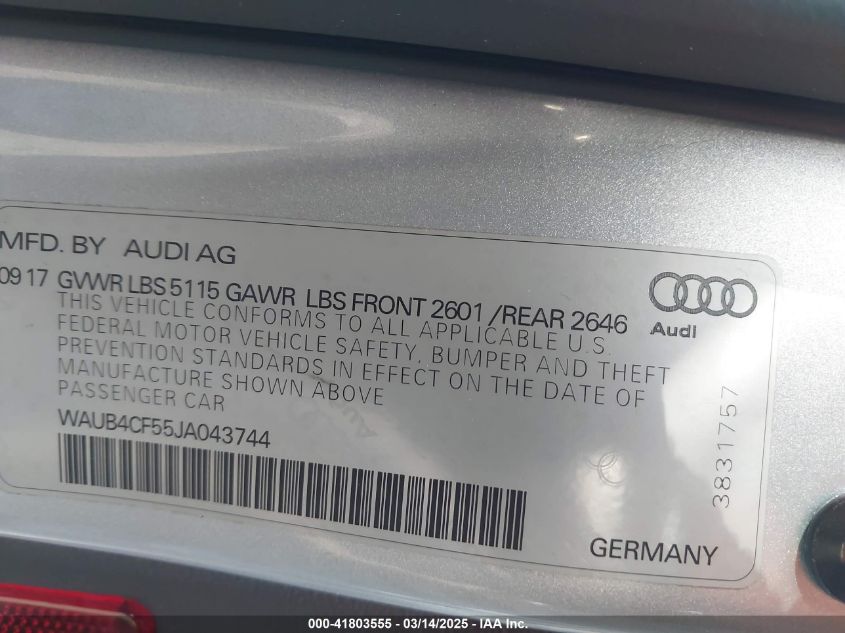 MFD. BY AUDI AG
09 17 GVWR LBS 5115 GAWR LBS FRONT 2601 /REAR 2646
THIS VEHICLE CONFORMS TO ALL APPLICABLE U.S.
FEDERAL MOTOR VEHICLE SAFETY, BUMPER AND THEFT
PREVENTION STANDARDS IN EFFECT ON THE DATE OF
MANUFACTURE SHOWN ABOVE
PASSENGER CAR
WAUB4CF55JA043744
Audi
3831757
GERMANY
000-41803555 - 03/14/2025 - IAA Inc.